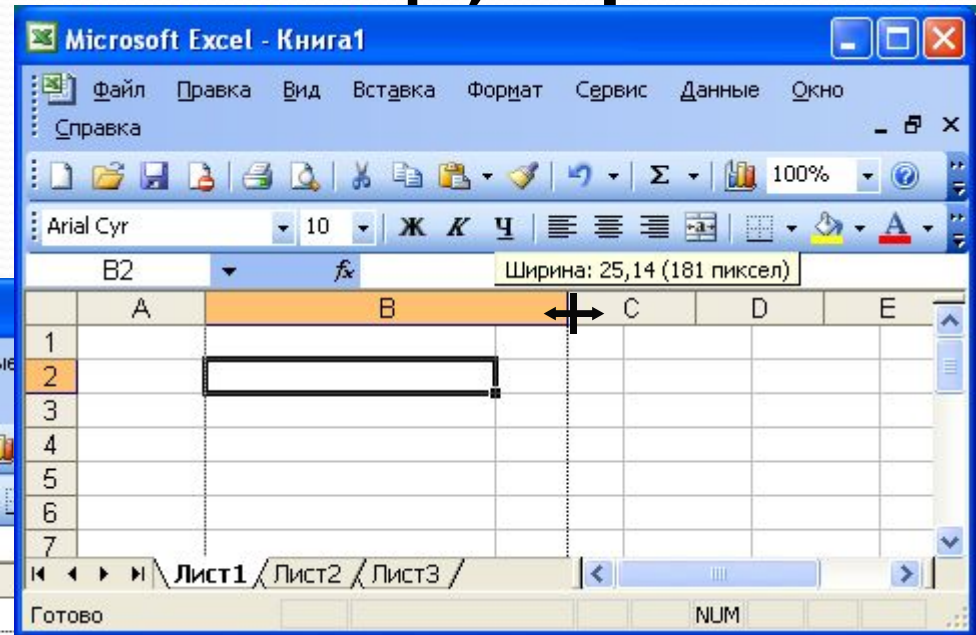 Microsoft Excel - Книга1
Файл Правка Вид Вставка Формат Сервис Данные Окно
Справка
100%
Arial Cyr 10 Ж К Ч
B2 fx Ширина: 25,14 (181 пиксел)
A B C D E
1
2
3
4
5
6
7
Лист1 Лист2 Лист3
Готово NUM